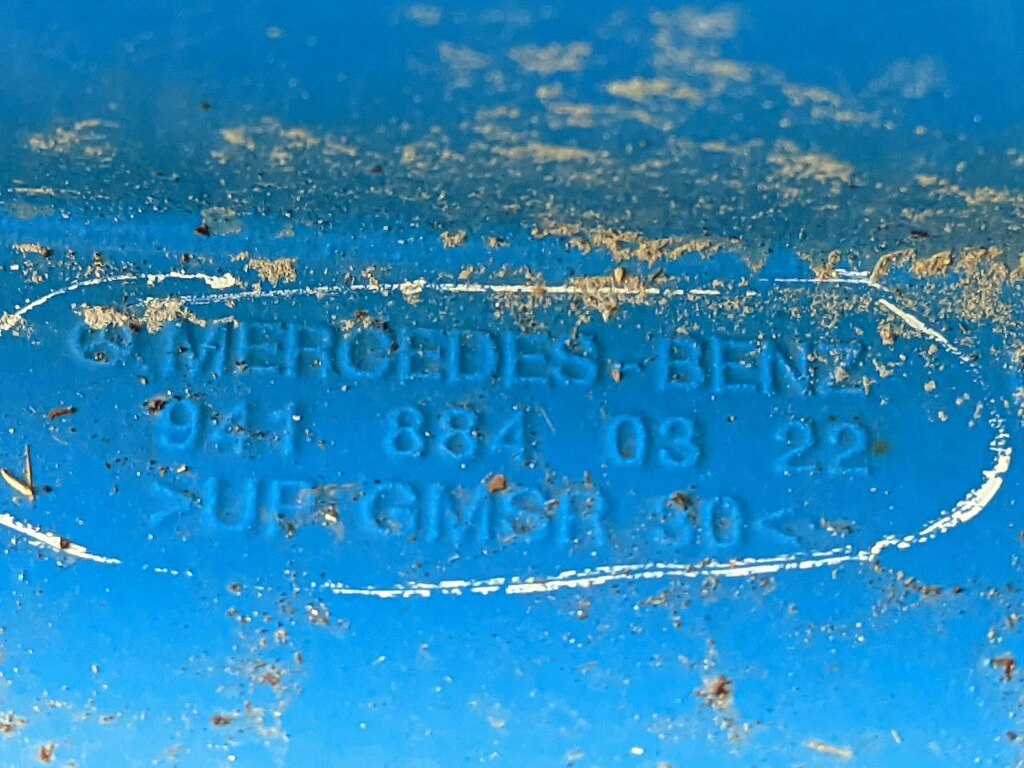 MERCEDES-BENZ
941 884 03 22
>UP GMSR 30<